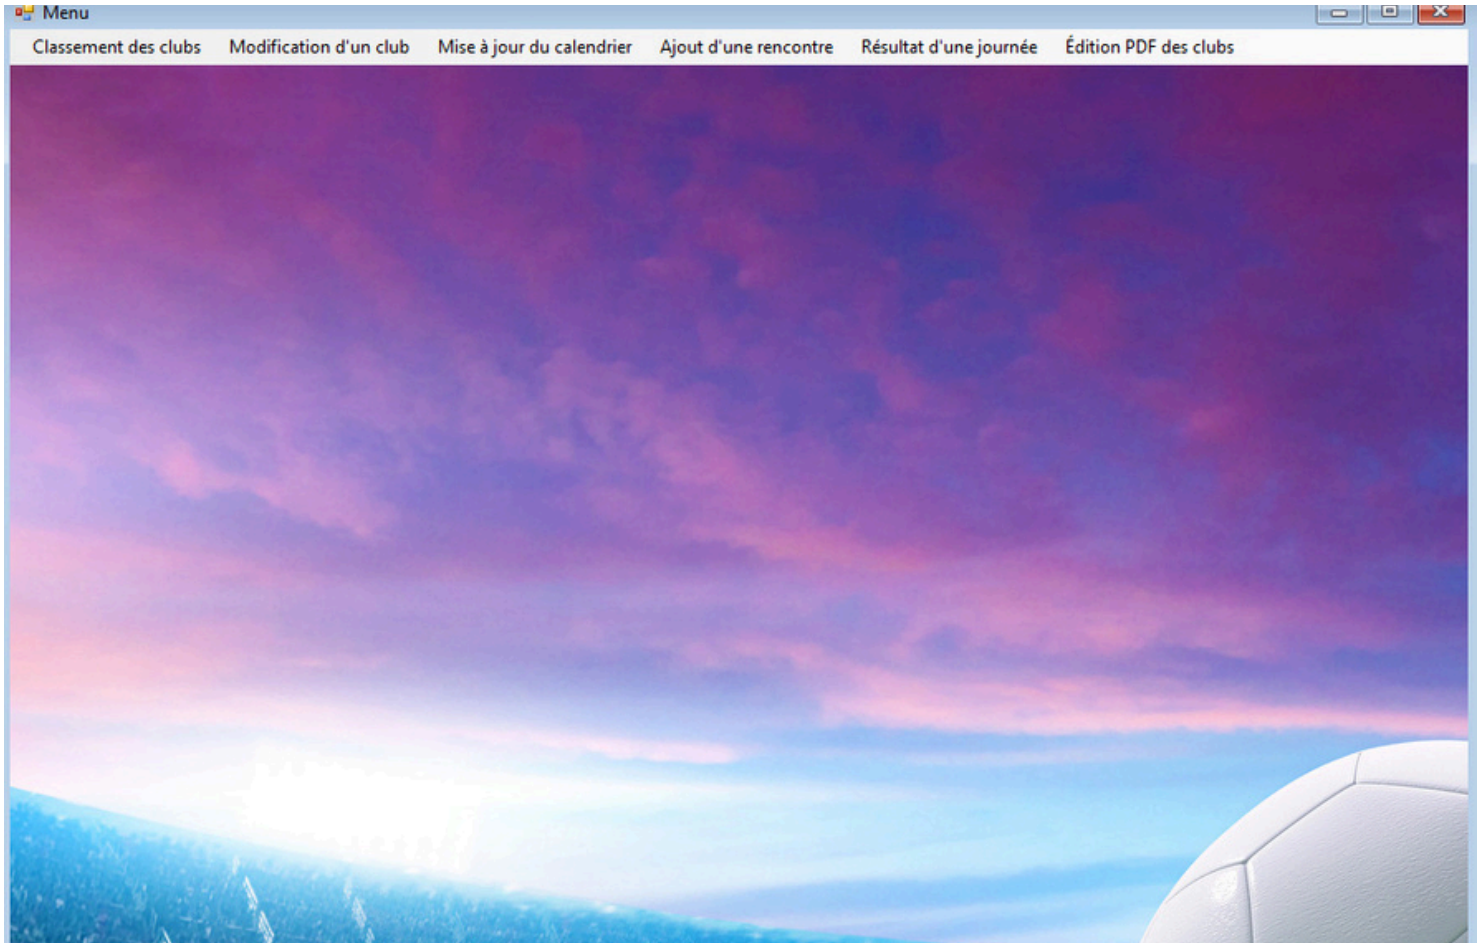 Menu
Classement des clubs Modification d'un club Mise à jour du calendrier Ajout d'une rencontre Résultat d'une journée Édition PDF des clubs